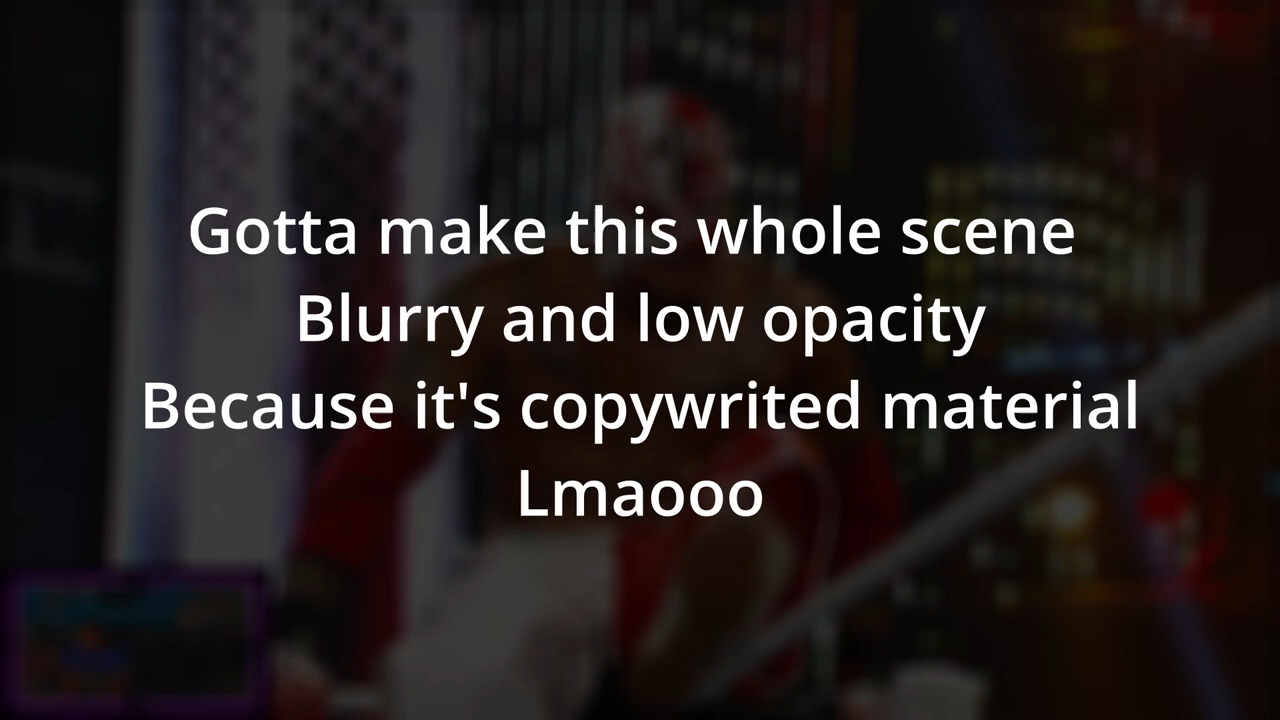 Gotta make this whole scene
Blurry and low opacity
Because it's copywrited material
Lmaooo